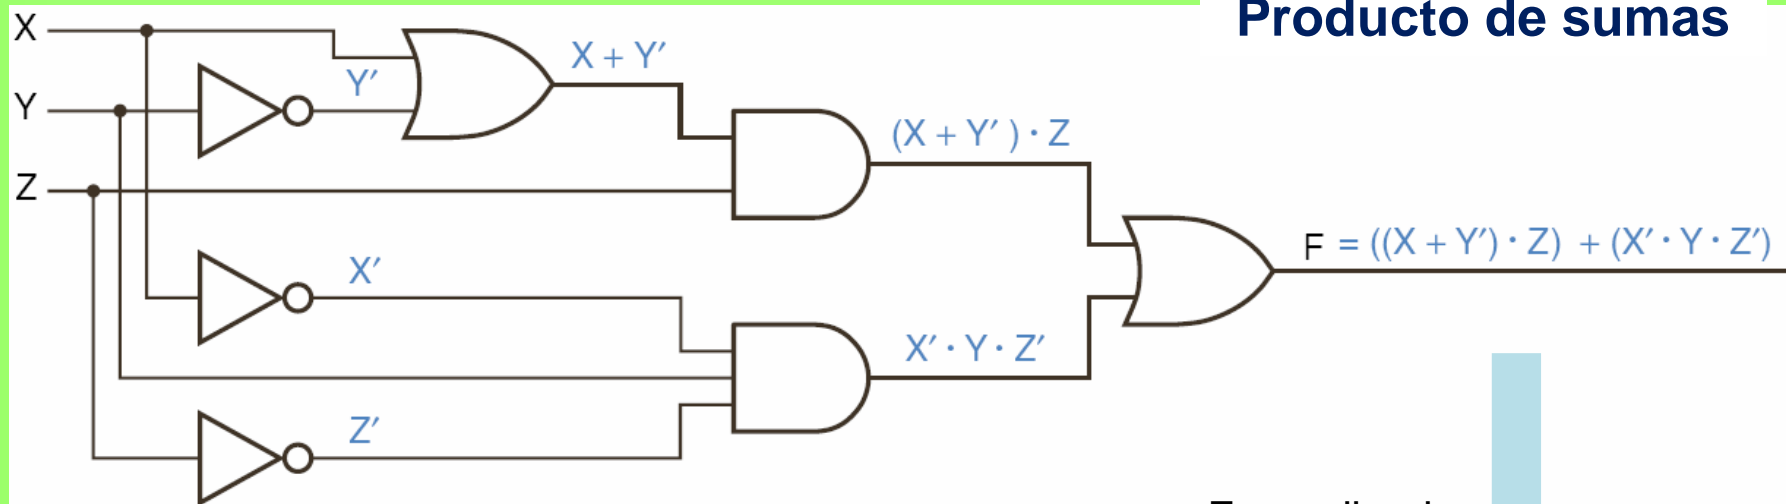 Producto de sumas
X
Y
Z
Y′
X + Y′
(X + Y′ ) · Z
X′
X′ · Y · Z′
Z′
F = ((X + Y′) · Z) + (X′ · Y · Z′)